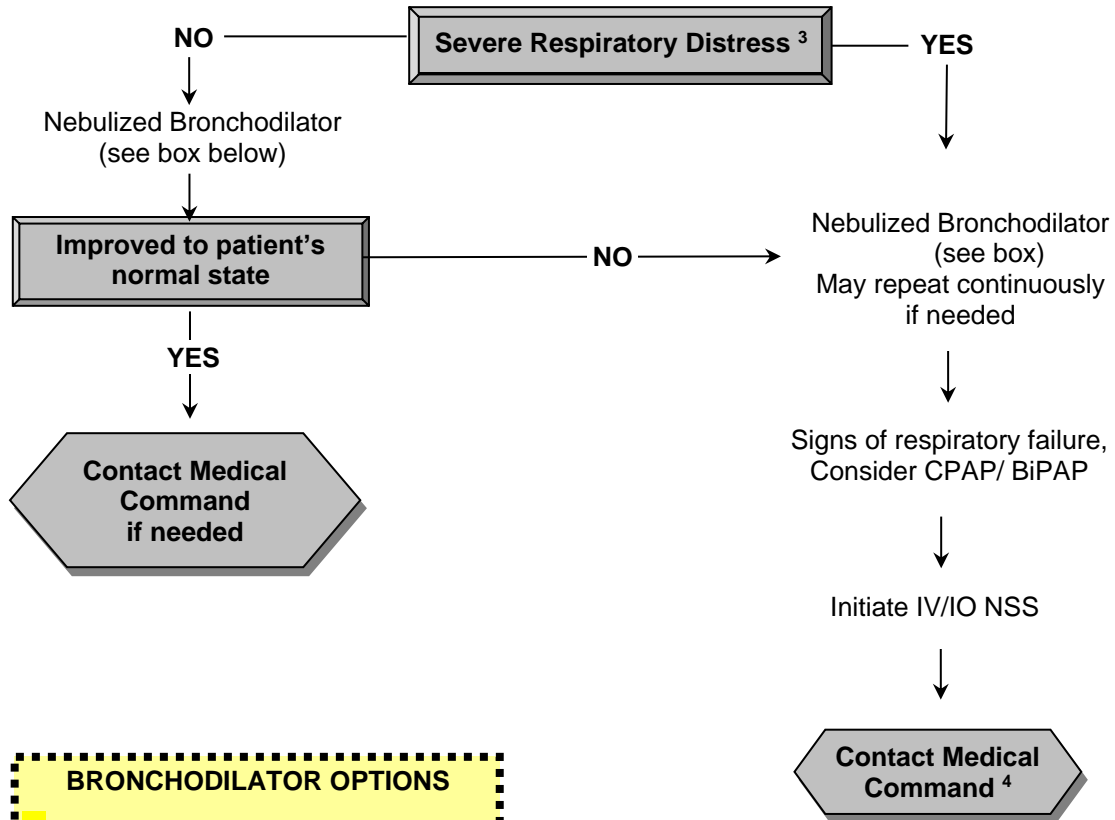 Severe Respiratory Distress 3
NO
YES
Nebulized Bronchodilator
(see box below)
Improved to patient’s
normal state
NO
Nebulized Bronchodilator
(see box)
May repeat continuously
if needed
YES
Contact Medical
Command
if needed
Signs of respiratory failure,
Consider CPAP/ BiPAP
Initiate IV/IO NSS
Contact Medical
Command 4
BRONCHODILATOR OPTIONS